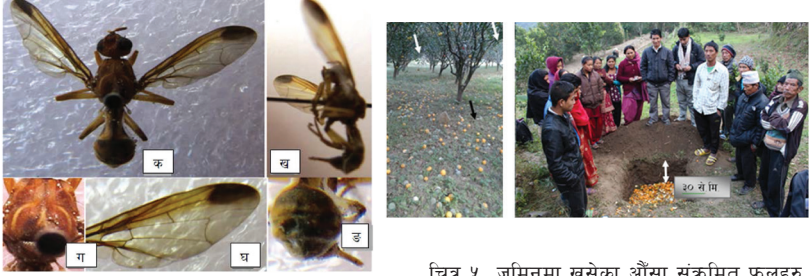 क
ख
ग
घ
ङ
३० से मि
चित्र ५. जमिनमा खसेका औँसा संक्रमित फलहरु